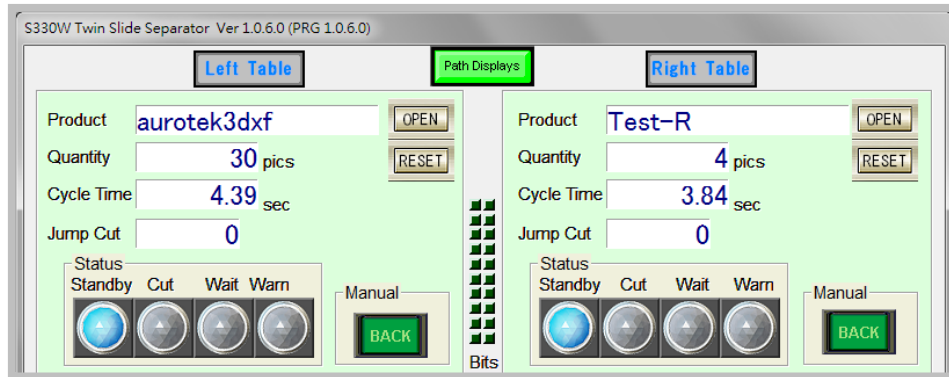 S330W Twin Slide Separator Ver 1.0.6.0 (PRG 1.0.6.0)
Left Table
Path Displays
Right Table
Product aurotek3dxf OPEN
Quantity 30 pics RESET
Cycle Time 4.39 sec
Jump Cut 0
Status
Standby Cut Wait Warn
Manual
BACK
Bits
Product Test-R OPEN
Quantity 4 pics RESET
Cycle Time 3.84 sec
Jump Cut 0
Status
Standby Cut Wait Warn
Manual
BACK